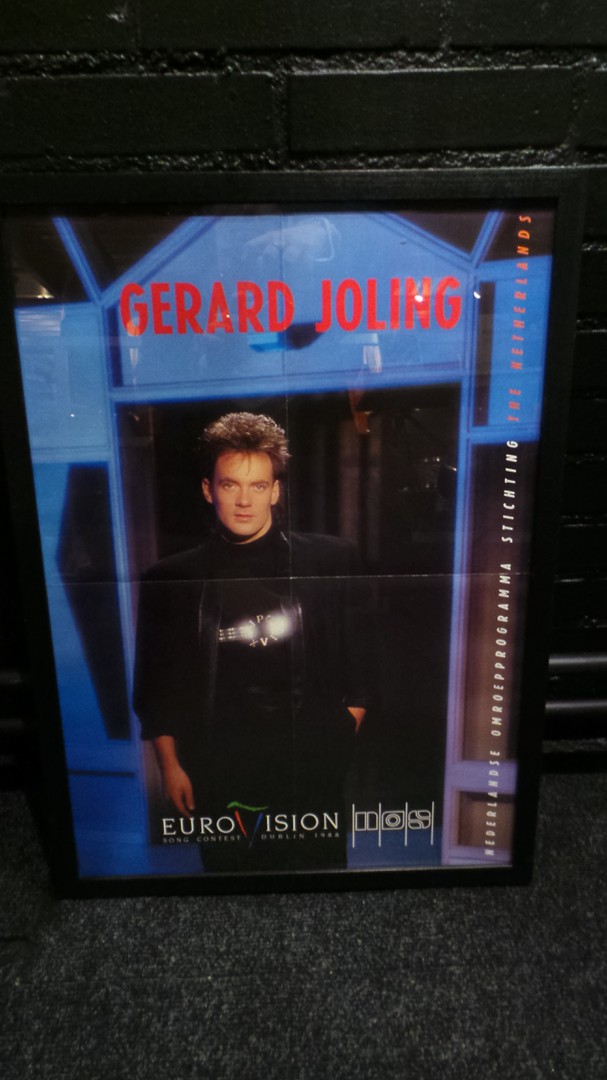 GERARD JOLING
EUROVISION
SONG CONTEST DUBLIN 1988
nos
NEDERLANDSE OMROEPPROGRAMMA STICHTING THE NETHERLANDS